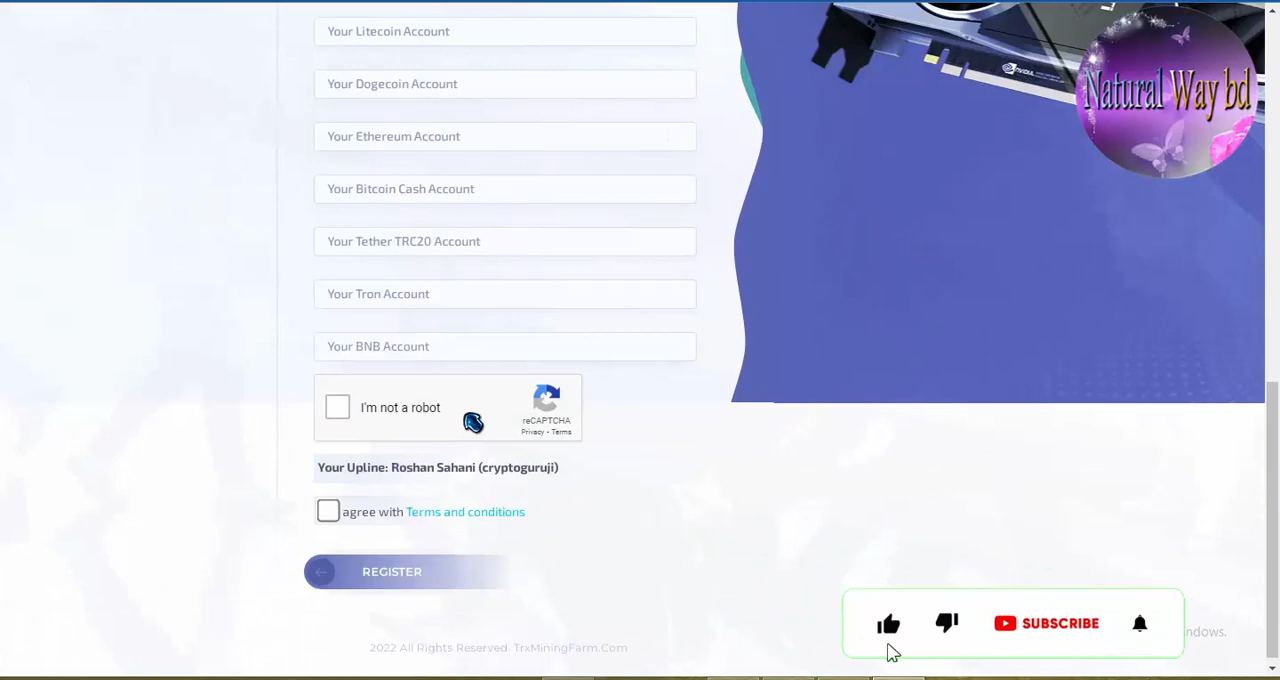 Your Litecoin Account
Your Dogecoin Account
Your Ethereum Account
Your Bitcoin Cash Account
Your Tether TRC20 Account
Your Tron Account
Your BNB Account
I'm not a robot
reCAPTCHA
Privacy - Terms
Your Upline: Roshan Sahani (cryptoguruji)
agree with Terms and conditions
REGISTER
2022 All Rights Reserved. TrxMiningFarm.Com
NVIDIA
Natural Way bd
SUBSCRIBE
ndows.